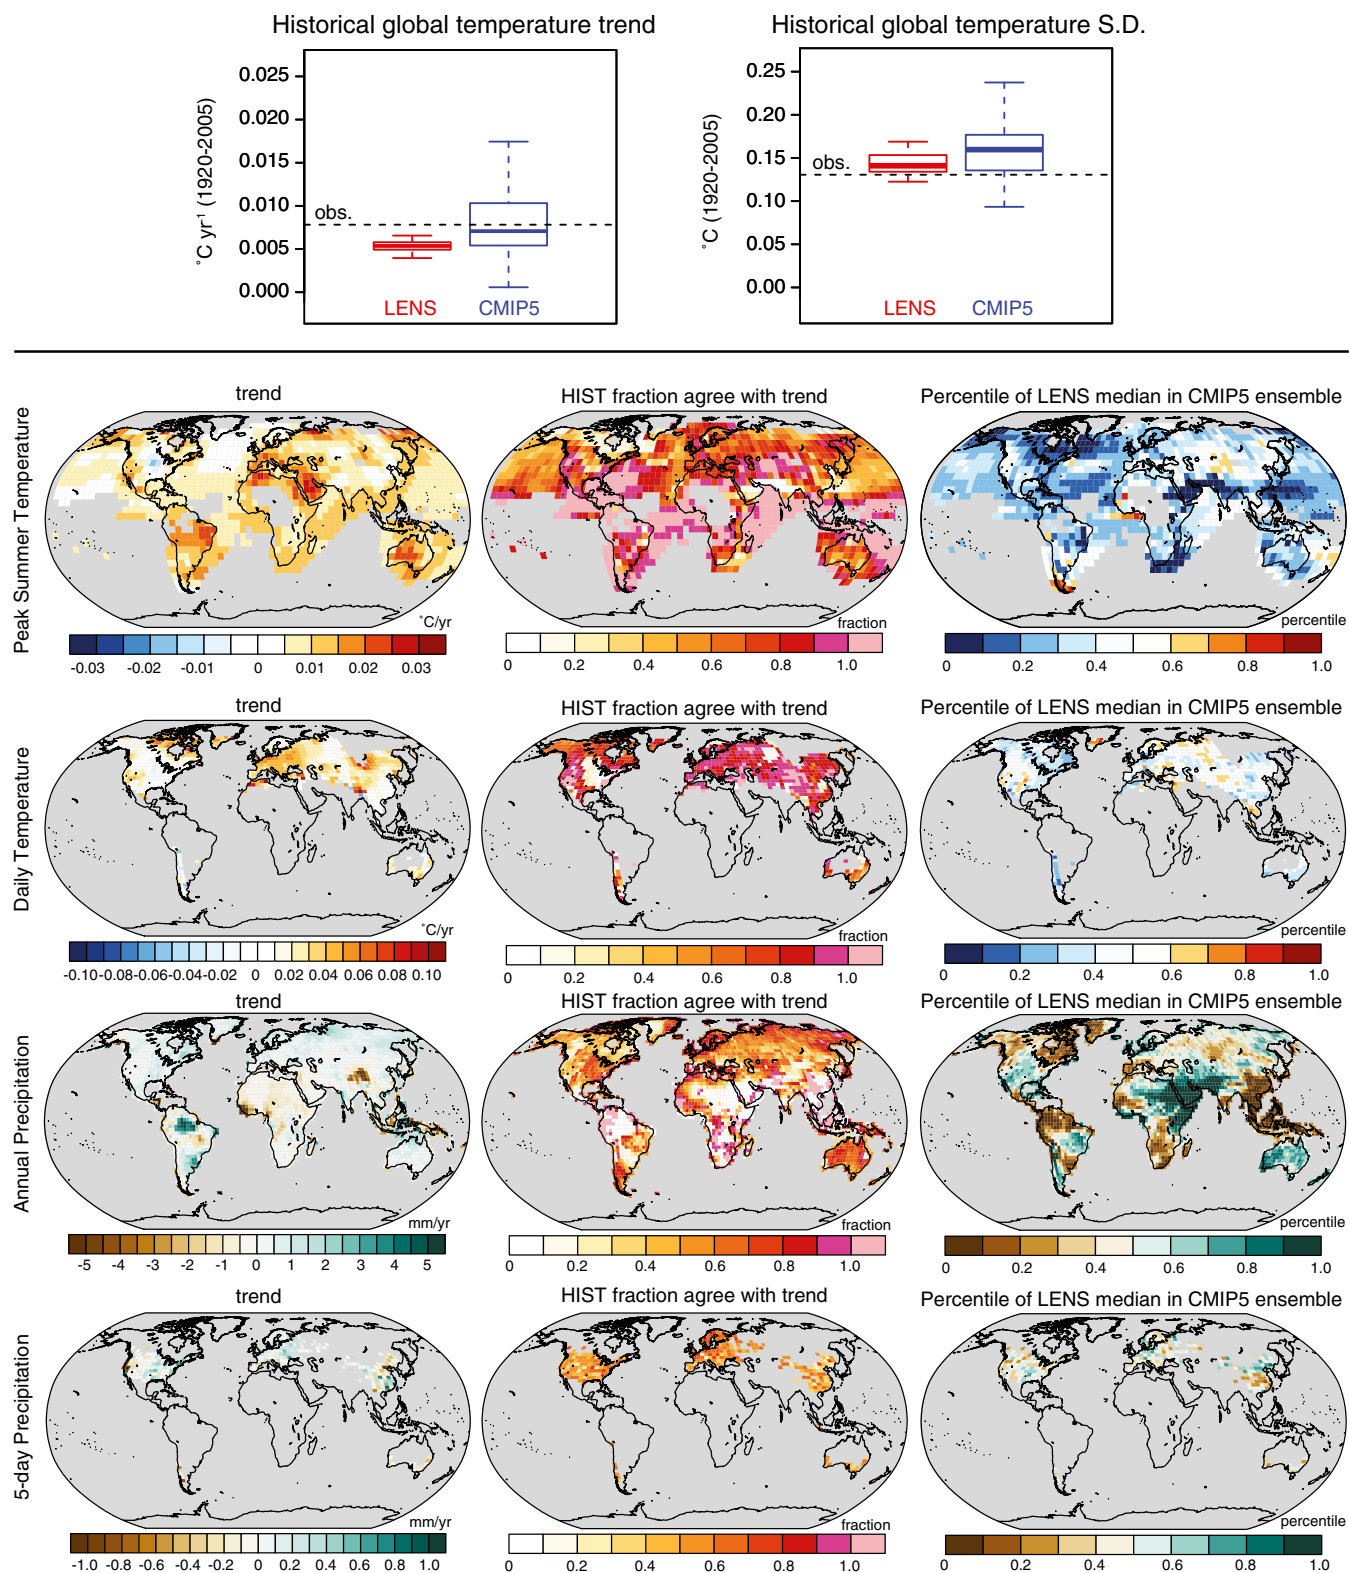 Historical global temperature trend
Historical global temperature S.D.
˚C yr⁻¹ (1920-2005)
0.025
0.020
0.015
0.010
0.005
0.000
obs.
LENS
CMIP5
˚C (1920-2005)
0.25
0.20
0.15
0.10
0.05
0.00
obs.
LENS
CMIP5
Peak Summer Temperature
trend
HIST fraction agree with trend
Percentile of LENS median in CMIP5 ensemble
˚C/yr
fraction
percentile
-0.03 -0.02 -0.01 0 0.01 0.02 0.03
0 0.2 0.4 0.6 0.8 1.0
0 0.2 0.4 0.6 0.8 1.0
Daily Temperature
trend
HIST fraction agree with trend
Percentile of LENS median in CMIP5 ensemble
˚C/yr
fraction
percentile
-0.10-0.08-0.06-0.04-0.02 0 0.02 0.04 0.06 0.08 0.10
0 0.2 0.4 0.6 0.8 1.0
0 0.2 0.4 0.6 0.8 1.0
Annual Precipitation
trend
HIST fraction agree with trend
Percentile of LENS median in CMIP5 ensemble
mm/yr
fraction
percentile
-5 -4 -3 -2 -1 0 1 2 3 4 5
0 0.2 0.4 0.6 0.8 1.0
0 0.2 0.4 0.6 0.8 1.0
5-day Precipitation
trend
HIST fraction agree with trend
Percentile of LENS median in CMIP5 ensemble
mm/yr
fraction
percentile
-1.0 -0.8 -0.6 -0.4 -0.2 0 0.2 0.4 0.6 0.8 1.0
0 0.2 0.4 0.6 0.8 1.0
0 0.2 0.4 0.6 0.8 1.0